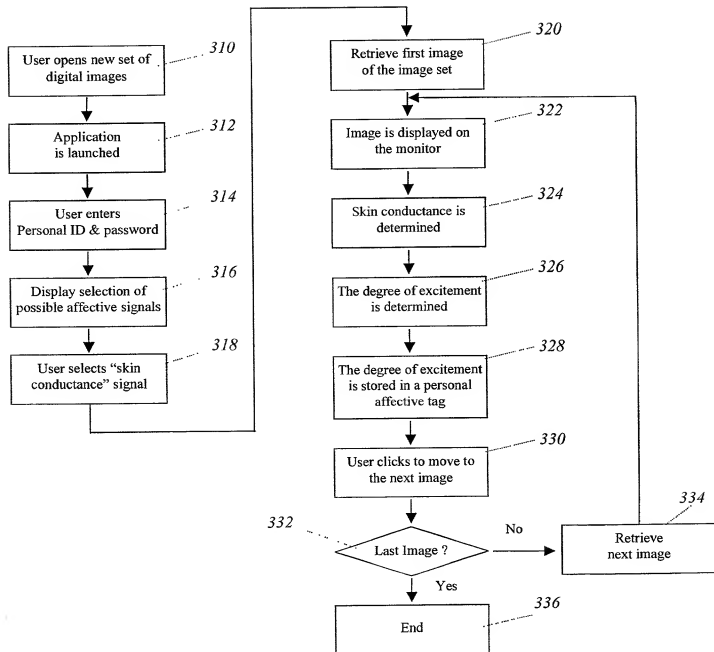 310
User opens new set of
digital images
312
Application
is launched
314
User enters
Personal ID & password
316
Display selection of
possible affective signals
318
User selects “skin
conductance” signal
320
Retrieve first image
of the image set
322
Image is displayed on
the monitor
324
Skin conductance is
determined
326
The degree of excitement
is determined
328
The degree of excitement
is stored in a personal
affective tag
330
User clicks to move to
the next image
332
Last Image ?
No
334
Retrieve
next image
Yes
336
End